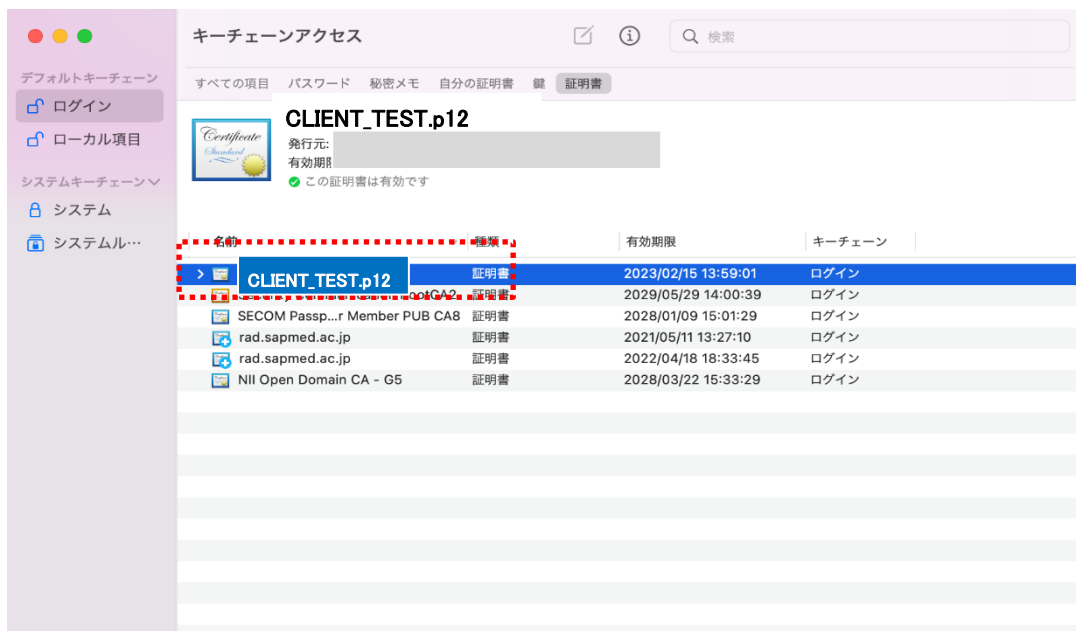 キーチェーンアクセス
検索
デフォルトキーチェーン
ログイン
ローカル項目
システムキーチェーン
システム
システムル…
すべての項目 パスワード 秘密メモ 自分の証明書 鍵 証明書
Certificate
Standard
CLIENT_TEST.p12
発行元:
有効期限
この証明書は有効です
名前 種類 有効期限 キーチェーン
CLIENT_TEST.p12 証明書 2023/02/15 13:59:01 ログイン
RootCA2 証明書 2029/05/29 14:00:39 ログイン
SECOM Passp...r Member PUB CA8 証明書 2028/01/09 15:01:29 ログイン
rad.sapmed.ac.jp 証明書 2021/05/11 13:27:10 ログイン
rad.sapmed.ac.jp 証明書 2022/04/18 18:33:45 ログイン
NII Open Domain CA - G5 証明書 2028/03/22 15:33:29 ログイン